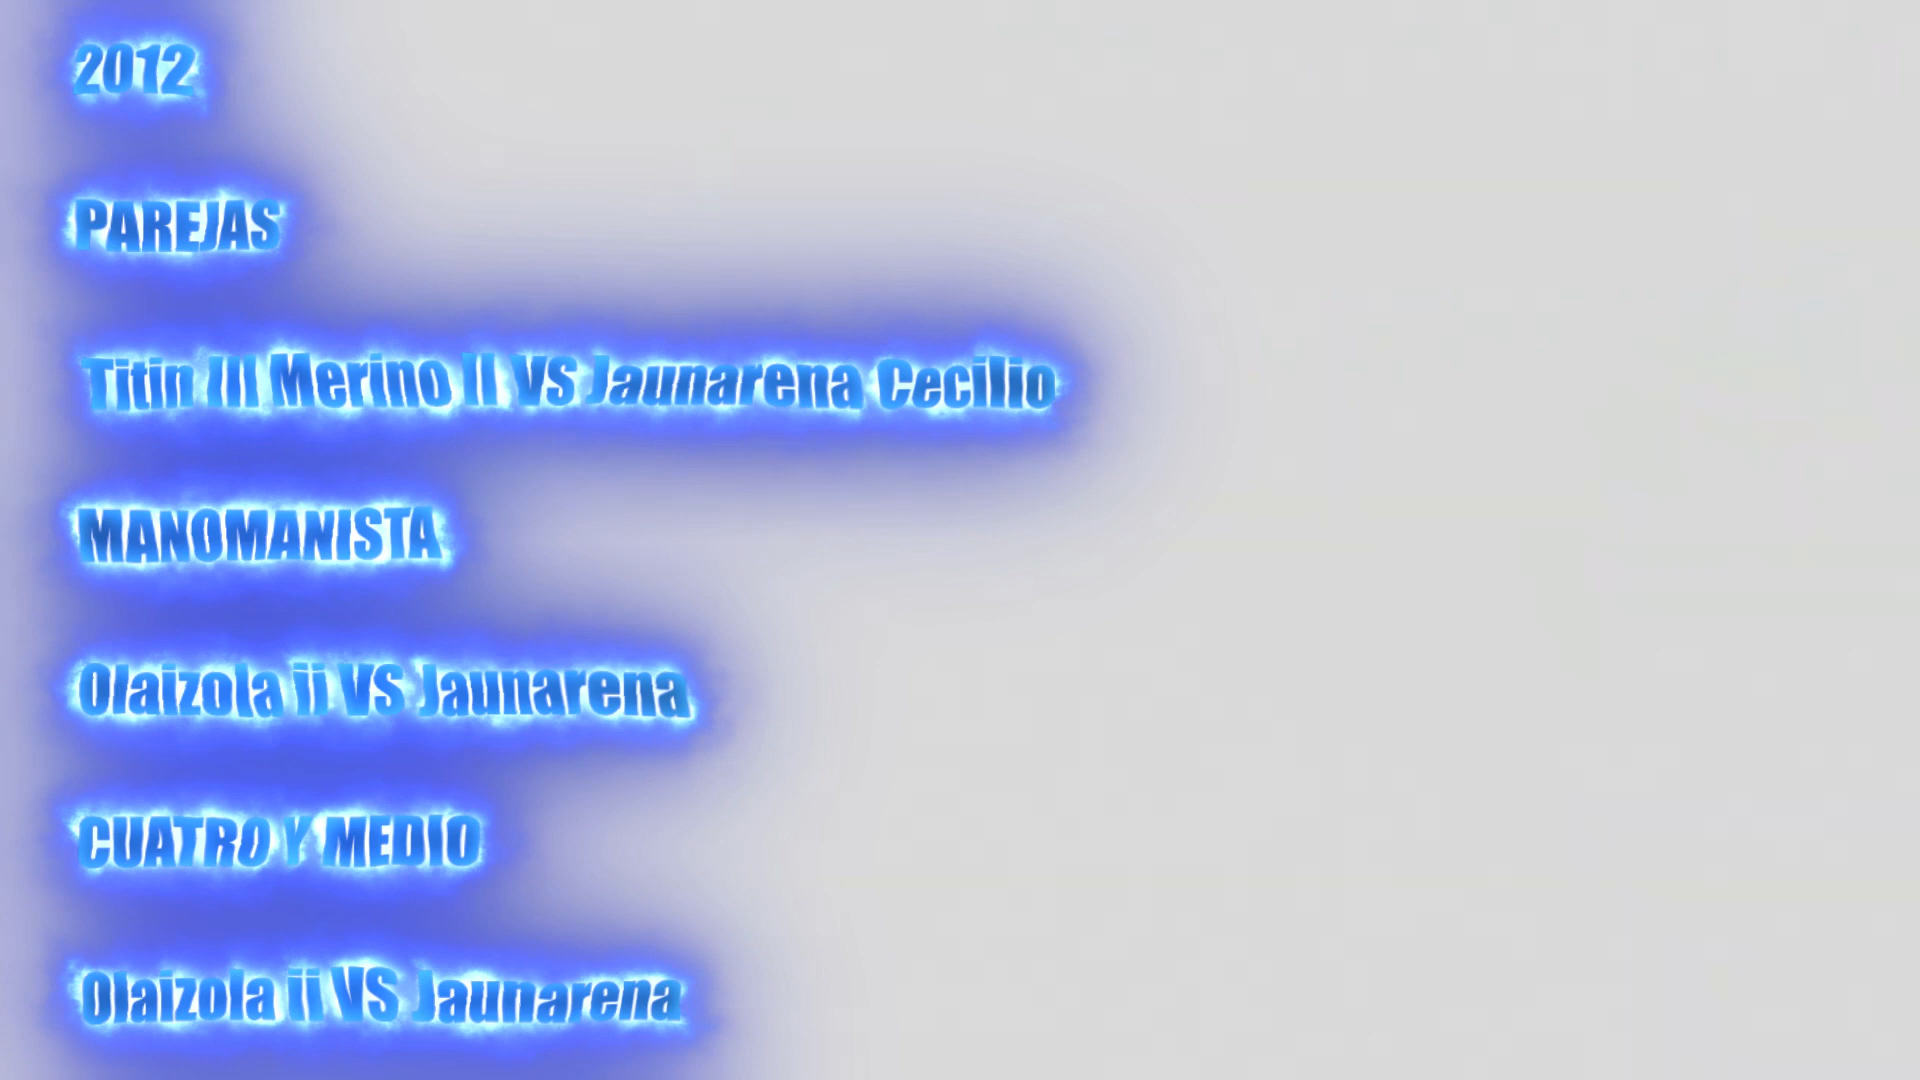 2012
PAREJAS
Titin III Merino II VS Jaunarena Cecilio
MANOMANISTA
Olaizola ii VS Jaunarena
CUATRO Y MEDIO
Olaizola ii VS Jaunarena